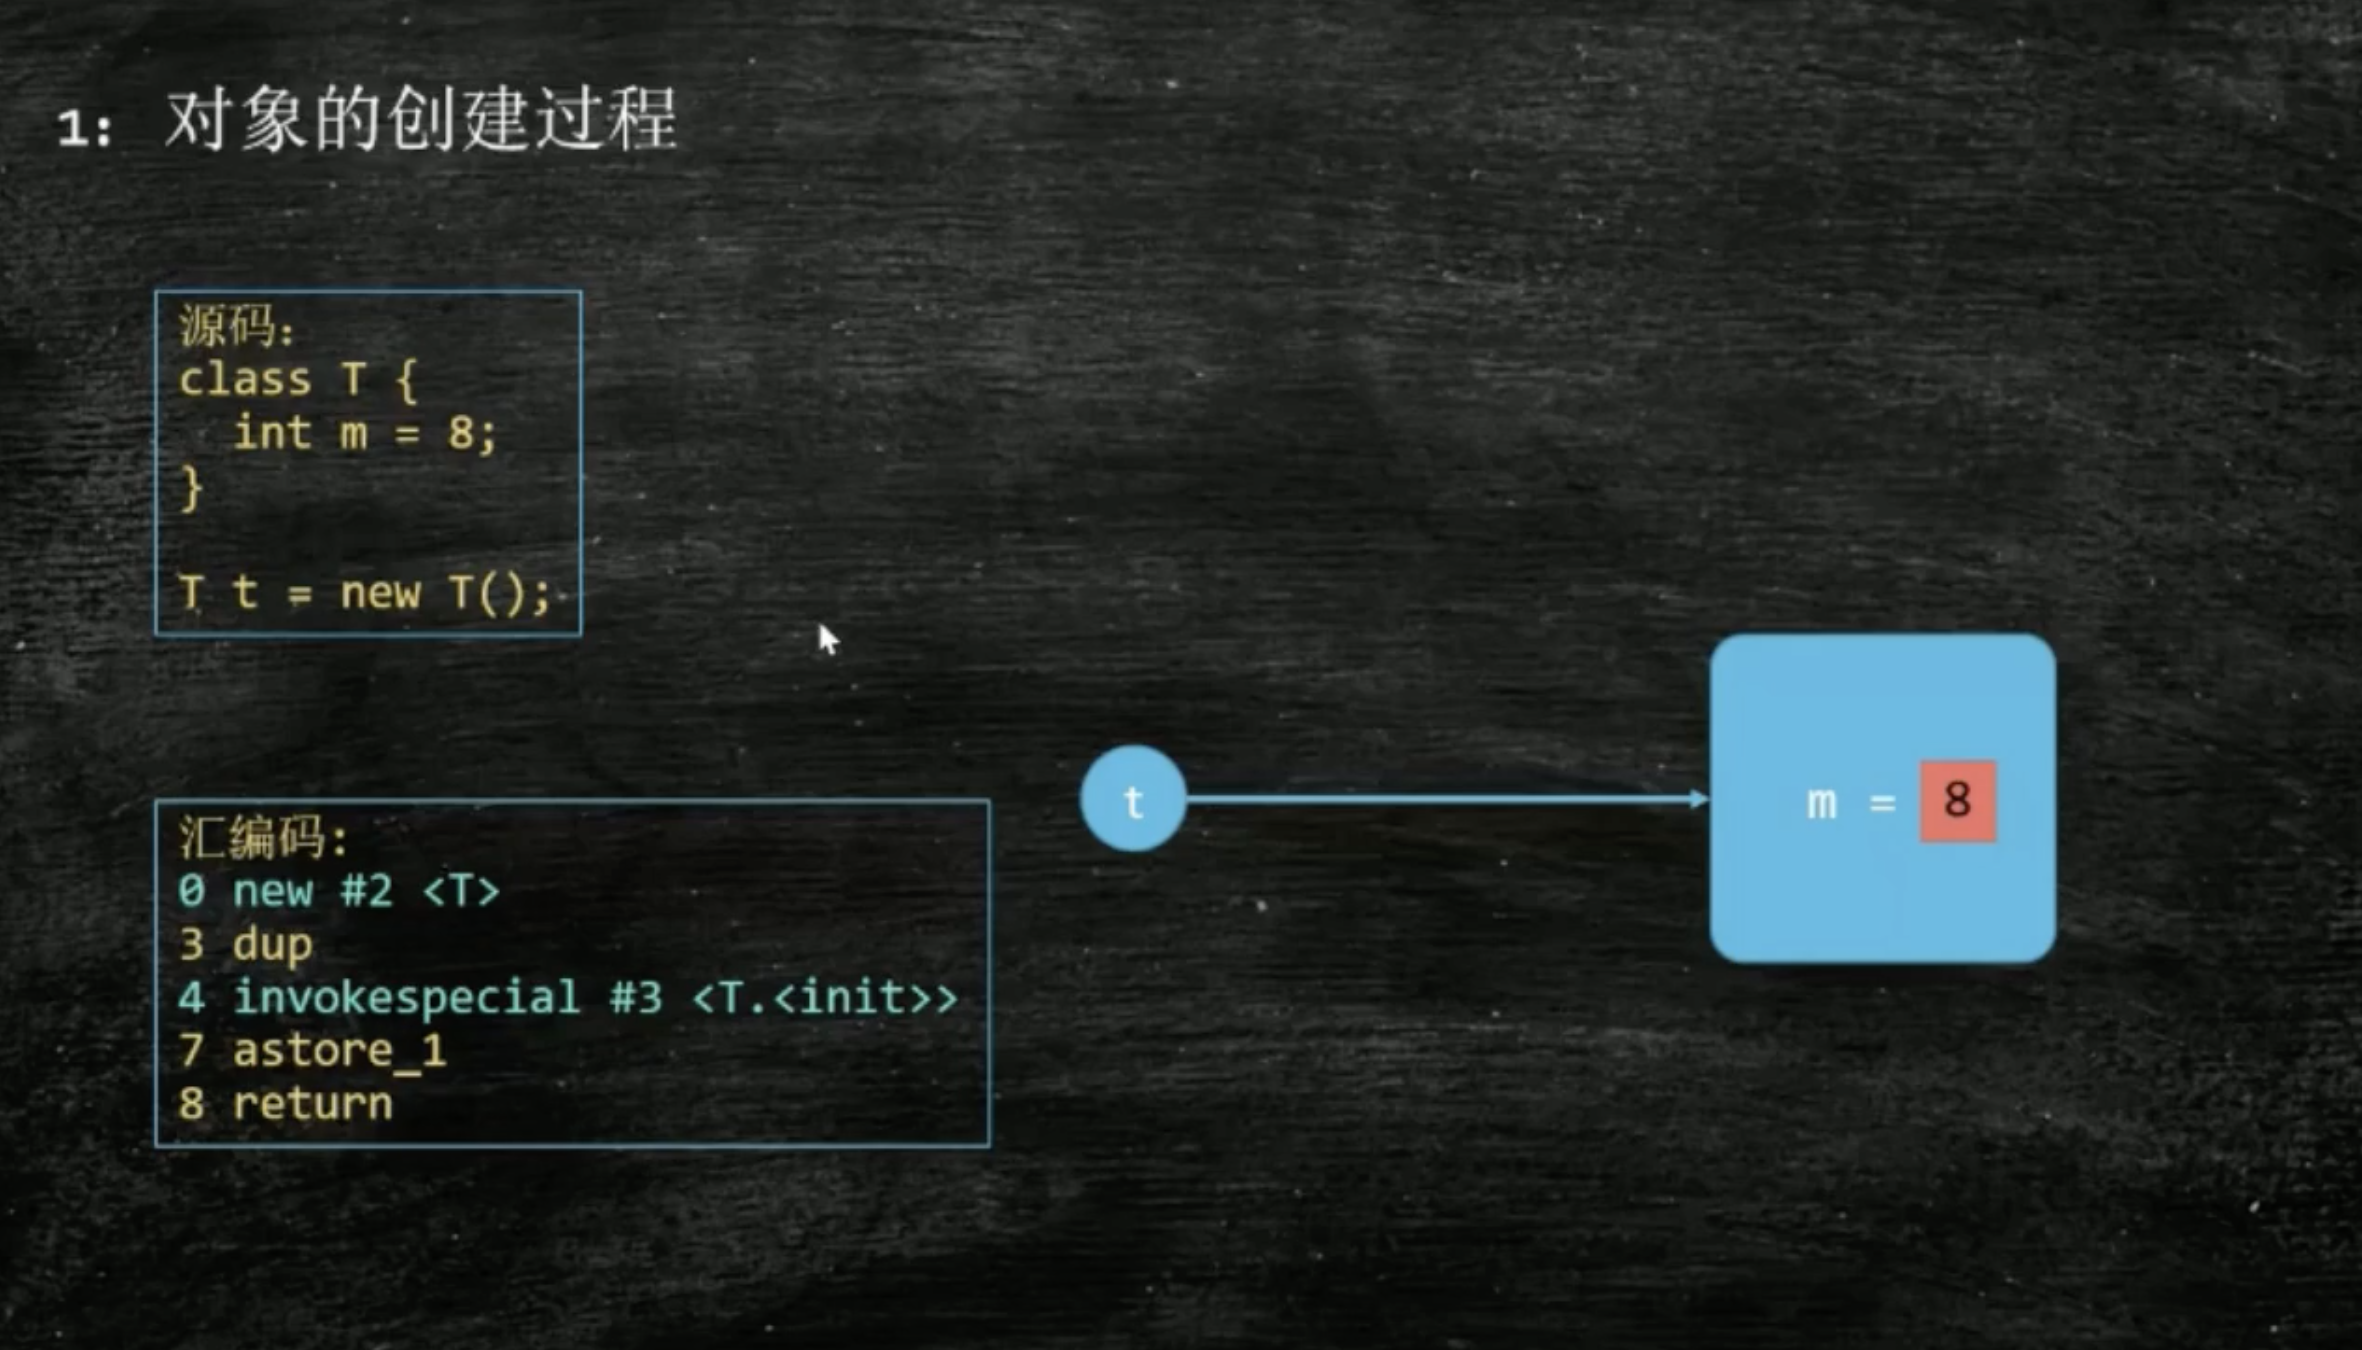 1: 对象的创建过程
源码:
class T {
  int m = 8;
}
T t = new T();
汇编码:
0 new #2 <T>
3 dup
4 invokespecial #3 <T.<init>>
7 astore_1
8 return
t
m = 8